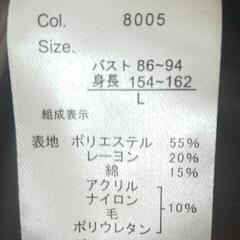 Col. 8005
Size.
バスト 86~94
身長 154~162
L
組成表示
表地 ポリエステル 55%
レーヨン 20%
綿 15%
アクリル
ナイロン
毛 10%
ポリウレタン